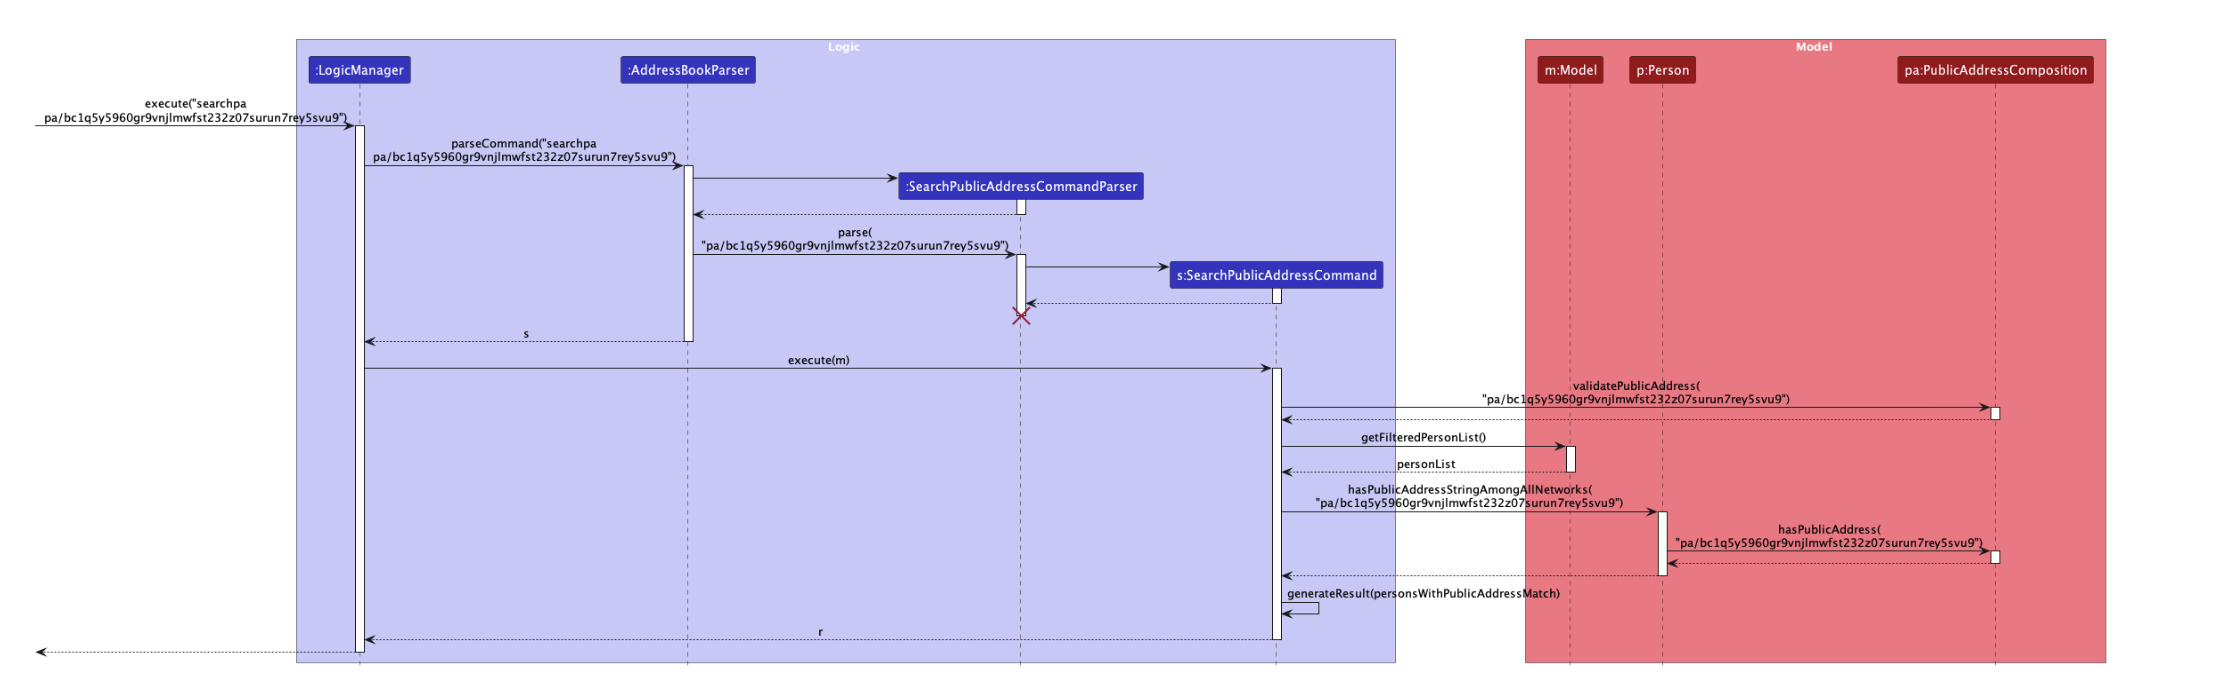 Logic
Model
:LogicManager
:AddressBookParser
m:Model
p:Person
pa:PublicAddressComposition
execute("searchpa
pa/bc1q5y5960gr9vnjlmwfst232z07surun7rey5svu9")
parseCommand("searchpa
pa/bc1q5y5960gr9vnjlmwfst232z07surun7rey5svu9")
:SearchPublicAddressCommandParser
parse(
"pa/bc1q5y5960gr9vnjlmwfst232z07surun7rey5svu9")
s:SearchPublicAddressCommand
s
execute(m)
validatePublicAddress(
"pa/bc1q5y5960gr9vnjlmwfst232z07surun7rey5svu9")
getFilteredPersonList()
personList
hasPublicAddressStringAmongAllNetworks(
"pa/bc1q5y5960gr9vnjlmwfst232z07surun7rey5svu9")
hasPublicAddress(
"pa/bc1q5y5960gr9vnjlmwfst232z07surun7rey5svu9")
generateResult(personsWithPublicAddressMatch)
r